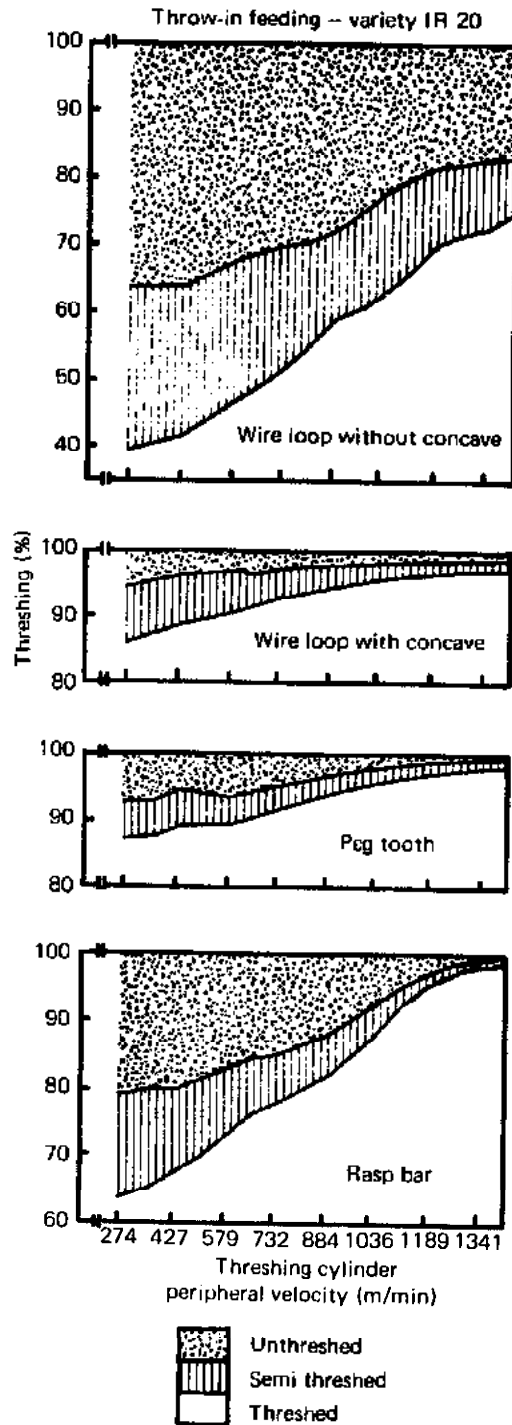 Throw-in feeding – variety IR 20
100
90
80
70
60
50
40
Wire loop without concave
Threshing (%)
100
90
80
Wire loop with concave
100
90
80
Peg tooth
100
90
80
70
60
Rasp bar
274 427 579 732 884 1036 1189 1341
Threshing cylinder
peripheral velocity (m/min)
Unthreshed
Semi threshed
Threshed